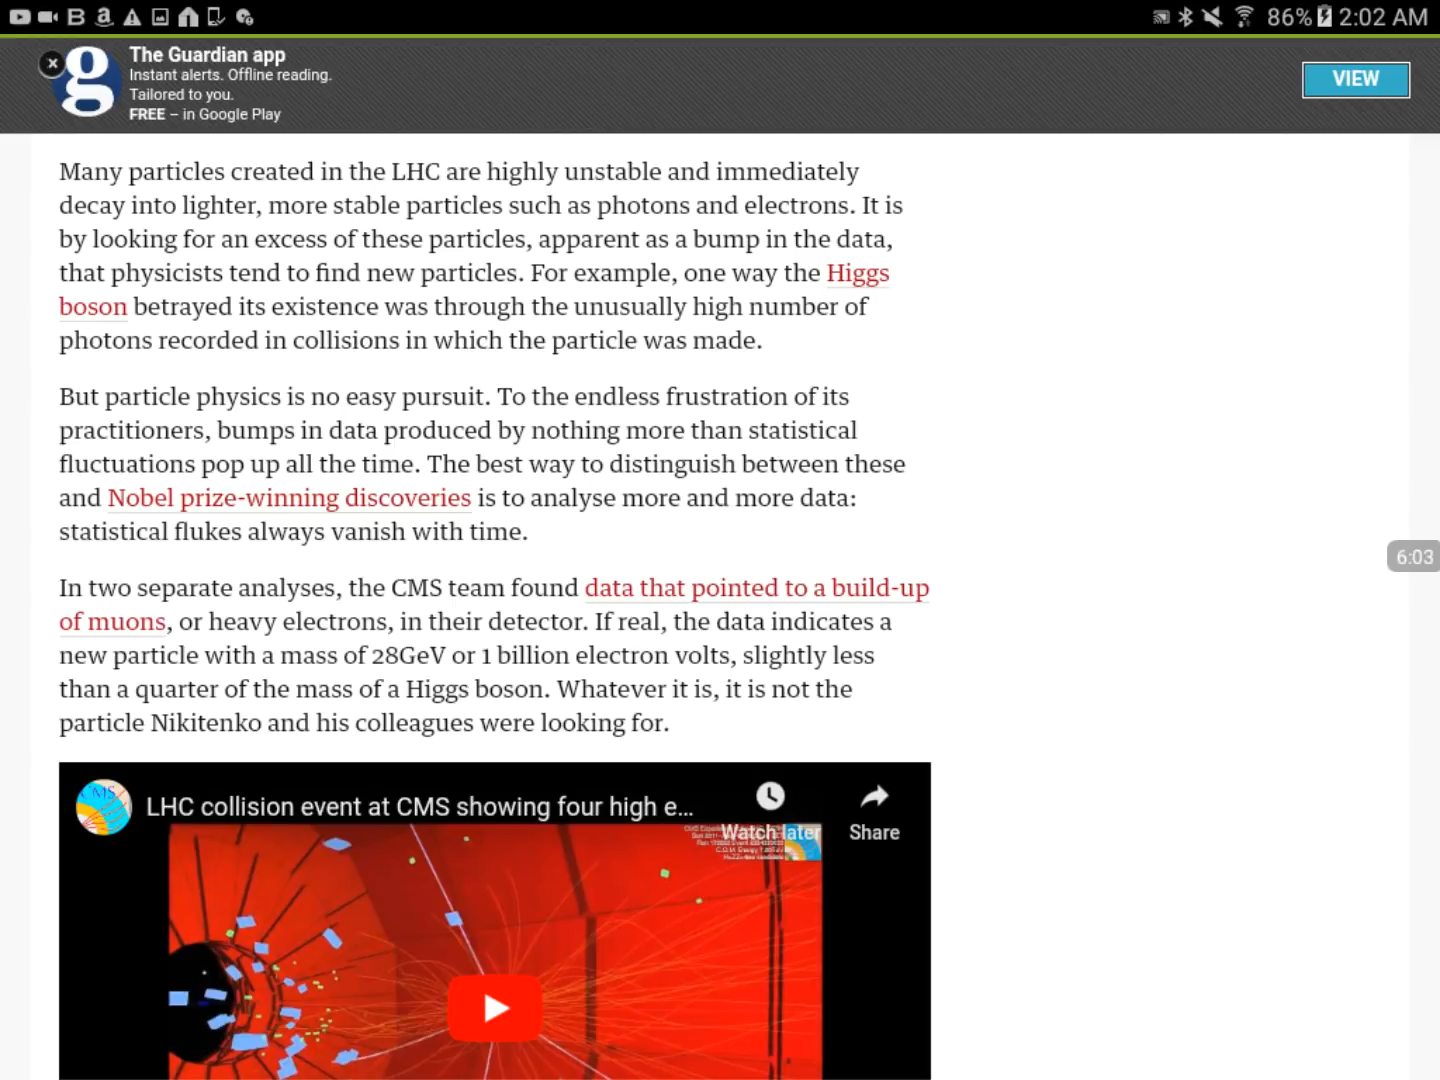 86% 2:02 AM
The Guardian app
Instant alerts. Offline reading.
Tailored to you.
FREE – in Google Play
VIEW
Many particles created in the LHC are highly unstable and immediately
decay into lighter, more stable particles such as photons and electrons. It is
by looking for an excess of these particles, apparent as a bump in the data,
that physicists tend to find new particles. For example, one way the Higgs
boson betrayed its existence was through the unusually high number of
photons recorded in collisions in which the particle was made.
But particle physics is no easy pursuit. To the endless frustration of its
practitioners, bumps in data produced by nothing more than statistical
fluctuations pop up all the time. The best way to distinguish between these
and Nobel prize-winning discoveries is to analyse more and more data:
statistical flukes always vanish with time.
6:03
In two separate analyses, the CMS team found data that pointed to a build-up
of muons, or heavy electrons, in their detector. If real, the data indicates a
new particle with a mass of 28GeV or 1 billion electron volts, slightly less
than a quarter of the mass of a Higgs boson. Whatever it is, it is not the
particle Nikitenko and his colleagues were looking for.
CMS
LHC collision event at CMS showing four high e...
Watch later
Share